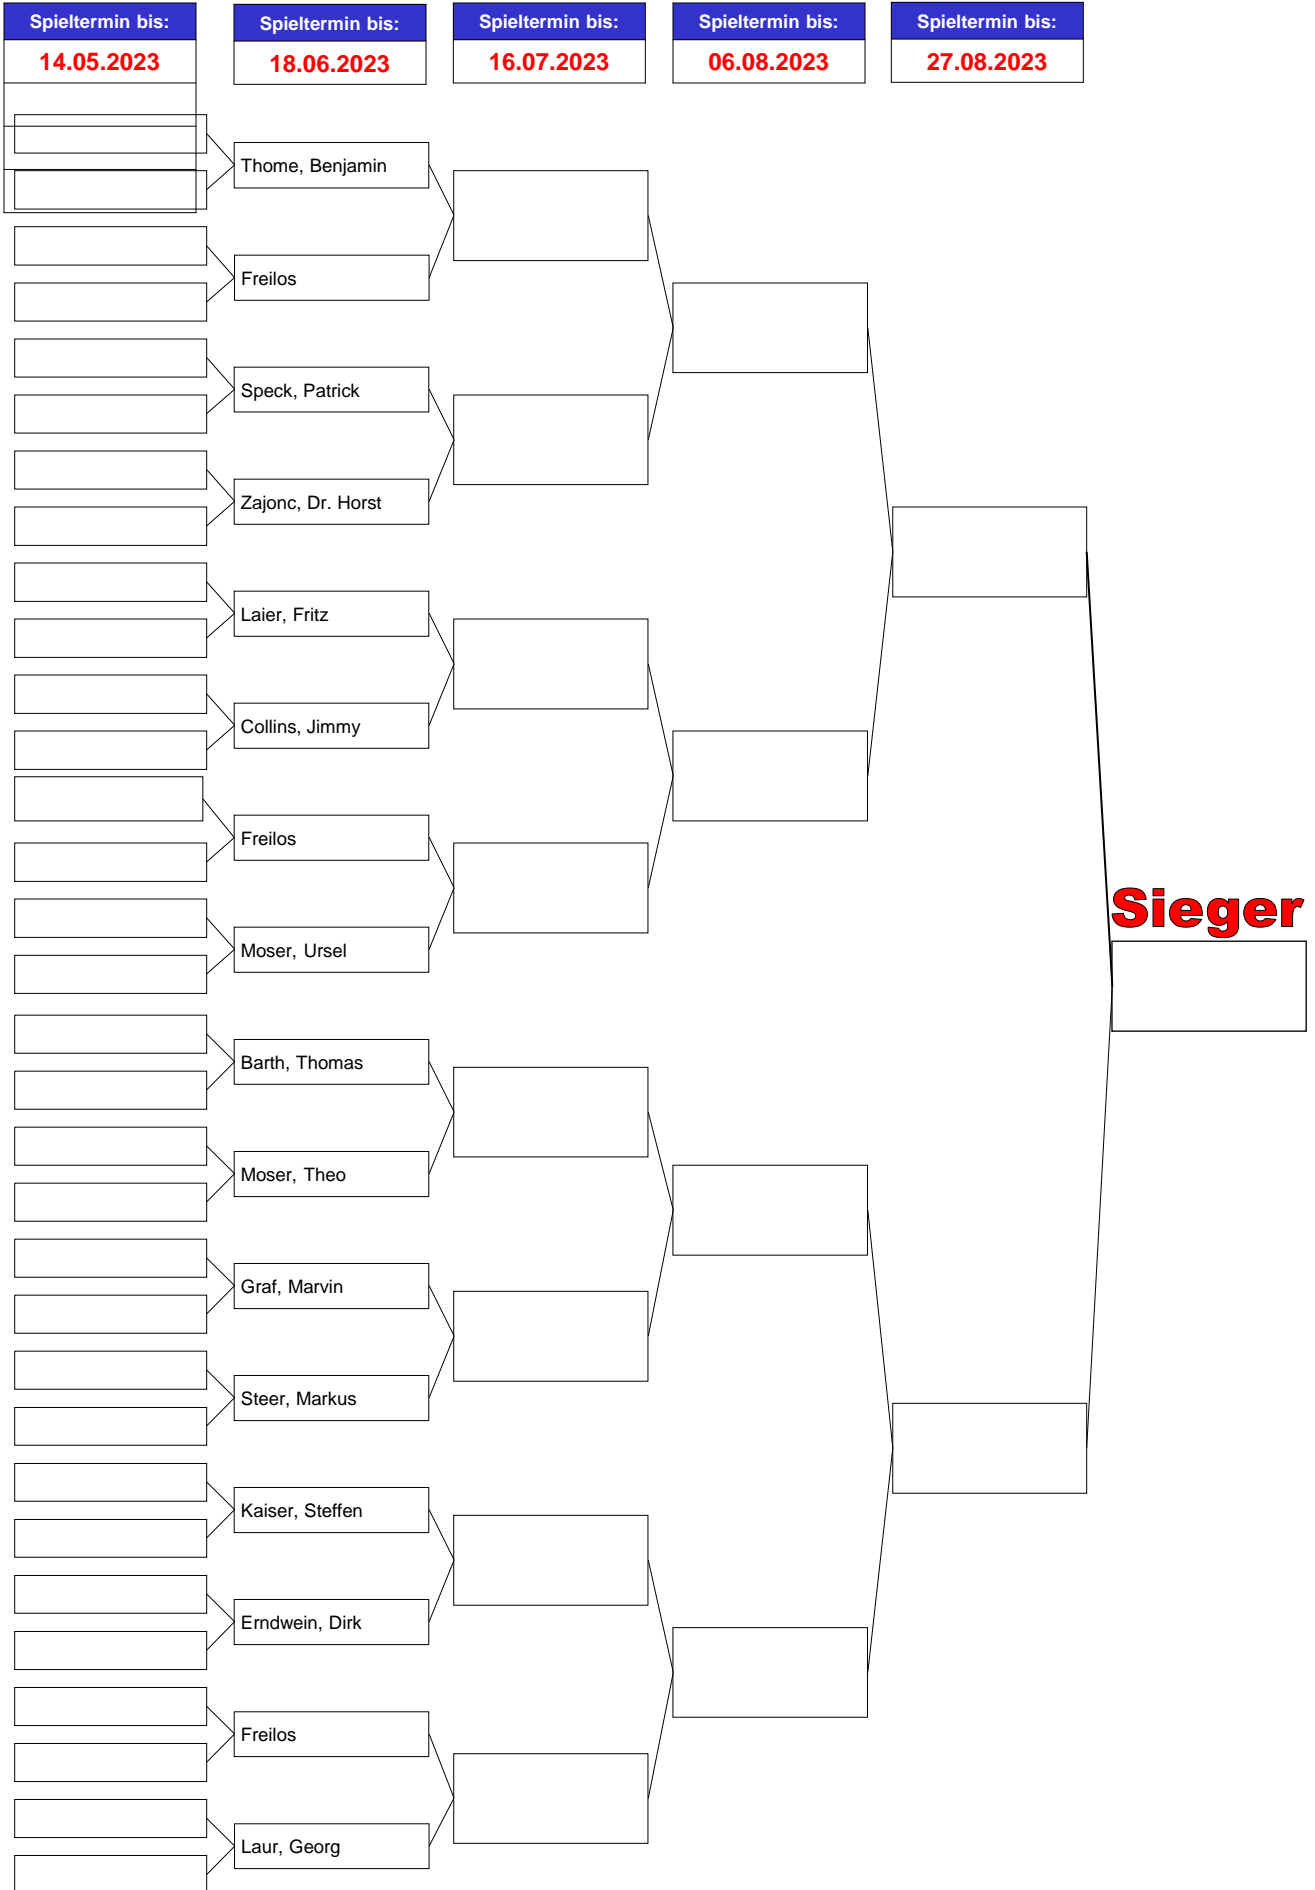 Spieltermin bis:
Spieltermin bis:
Spieltermin bis:
Spieltermin bis:
Spieltermin bis:
14.05.2023
18.06.2023
16.07.2023
06.08.2023
27.08.2023
Thome, Benjamin
Freilos
Speck, Patrick
Zajonc, Dr. Horst
Laier, Fritz
Collins, Jimmy
Freilos
Moser, Ursel
Sieger
Barth, Thomas
Moser, Theo
Graf, Marvin
Steer, Markus
Kaiser, Steffen
Erndwein, Dirk
Freilos
Laur, Georg